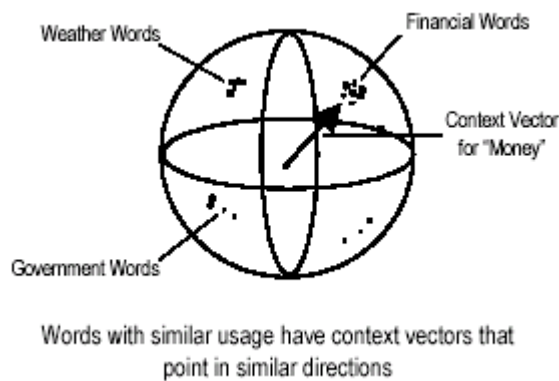 Weather Words
Financial Words
Context Vector
for "Money"
Government Words
Words with similar usage have context vectors that
point in similar directions